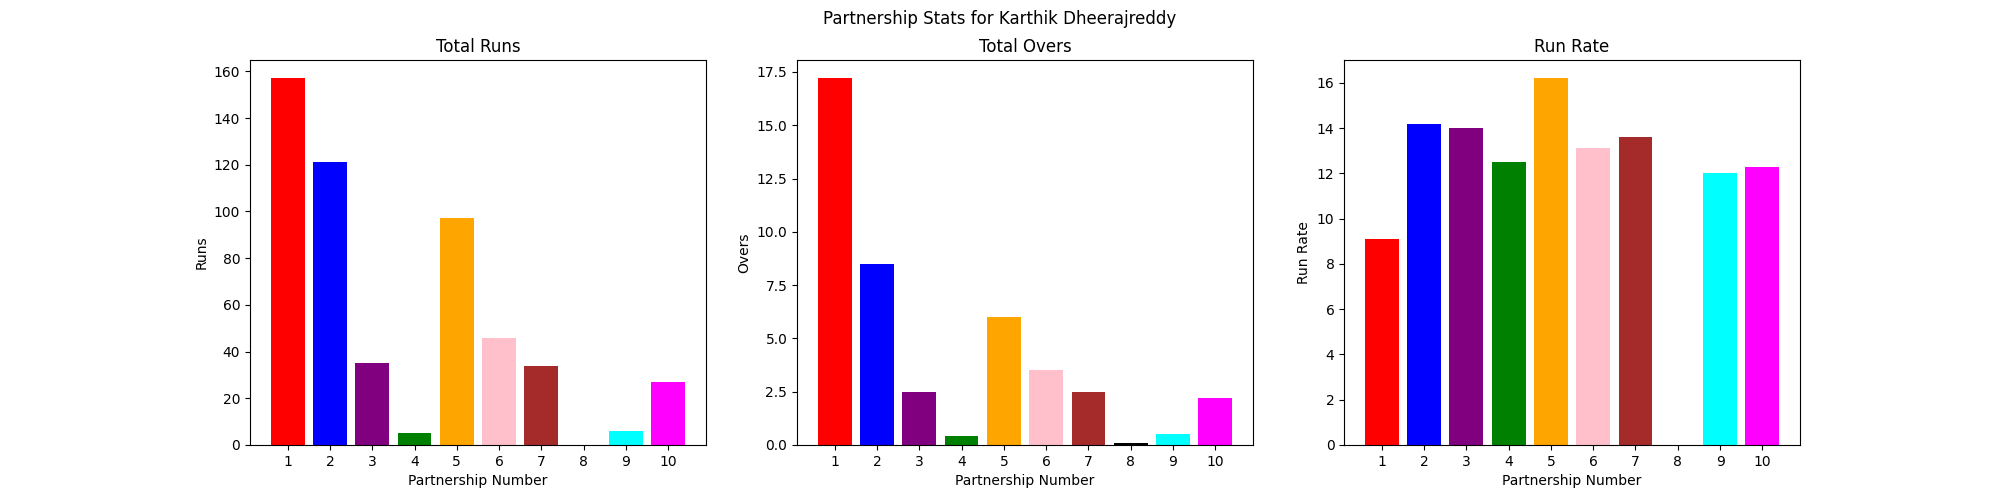 Partnership Stats for Karthik Dheerajreddy
Total Runs
160
140
120
100
80
60
40
20
0
Runs
1 2 3 4 5 6 7 8 9 10
Partnership Number
Total Overs
17.5
15.0
12.5
10.0
7.5
5.0
2.5
0.0
Overs
1 2 3 4 5 6 7 8 9 10
Partnership Number
Run Rate
16
14
12
10
8
6
4
2
0
Run Rate
1 2 3 4 5 6 7 8 9 10
Partnership Number